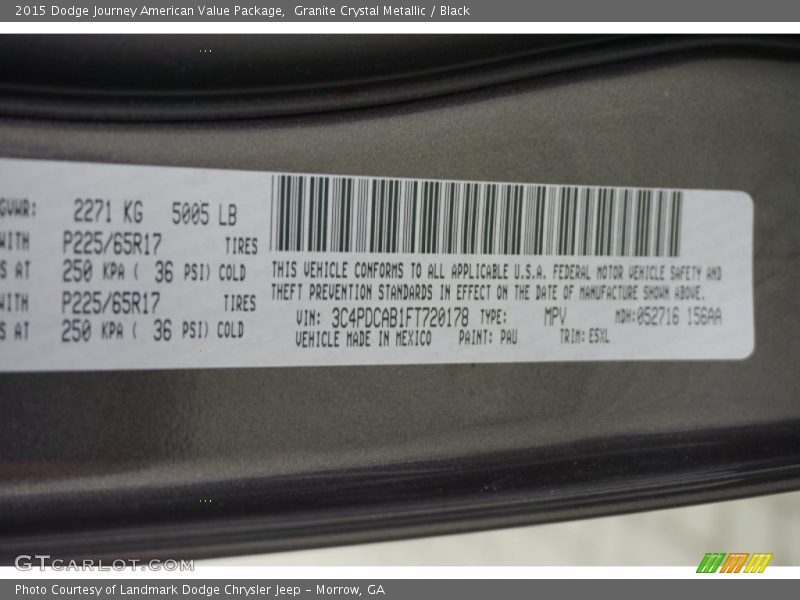 2015 Dodge Journey American Value Package, Granite Crystal Metallic / Black
GVWR: 2271 KG 5005 LB
WITH P225/65R17 TIRES
S AT 250 KPA ( 36 PSI) COLD
WITH P225/65R17 TIRES
S AT 250 KPA ( 36 PSI) COLD
THIS VEHICLE CONFORMS TO ALL APPLICABLE U.S.A. FEDERAL MOTOR VEHICLE SAFETY AND
THEFT PREVENTION STANDARDS IN EFFECT ON THE DATE OF MANUFACTURE SHOWN ABOVE.
VIN: 3C4PDCAB1FT720178 TYPE: MPV MDH:052716 156AA
VEHICLE MADE IN MEXICO PAINT: PAU TRIM: E5XL
GTCARLOT.COM
Photo Courtesy of Landmark Dodge Chrysler Jeep – Morrow, GA